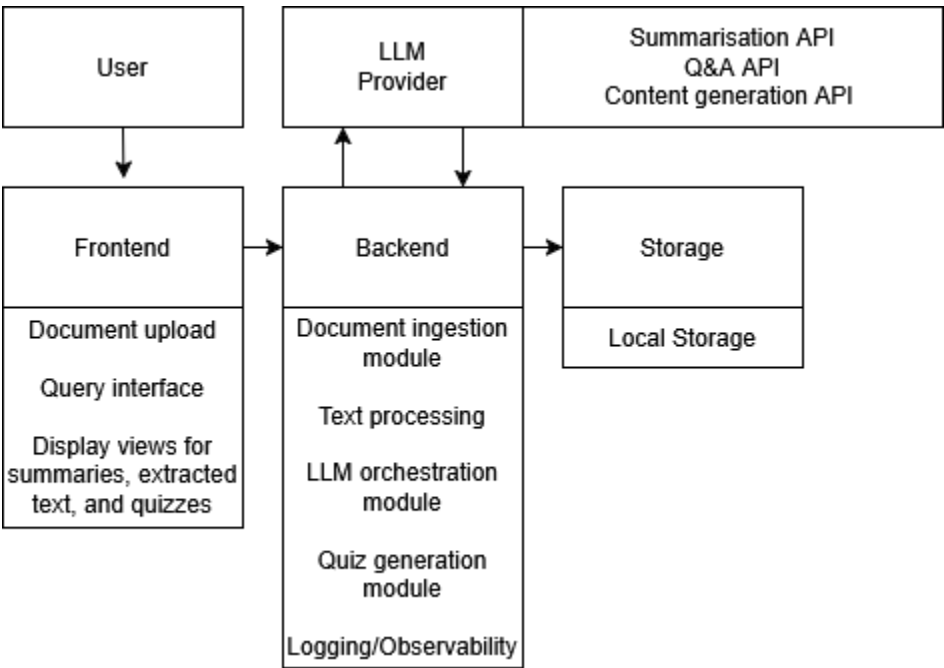 User
LLM
Provider
Summarisation API
Q&A API
Content generation API
Frontend
Backend
Storage
Document upload
Query interface
Display views for
summaries, extracted
text, and quizzes
Document ingestion
module
Text processing
LLM orchestration
module
Quiz generation
module
Logging/Observability
Local Storage